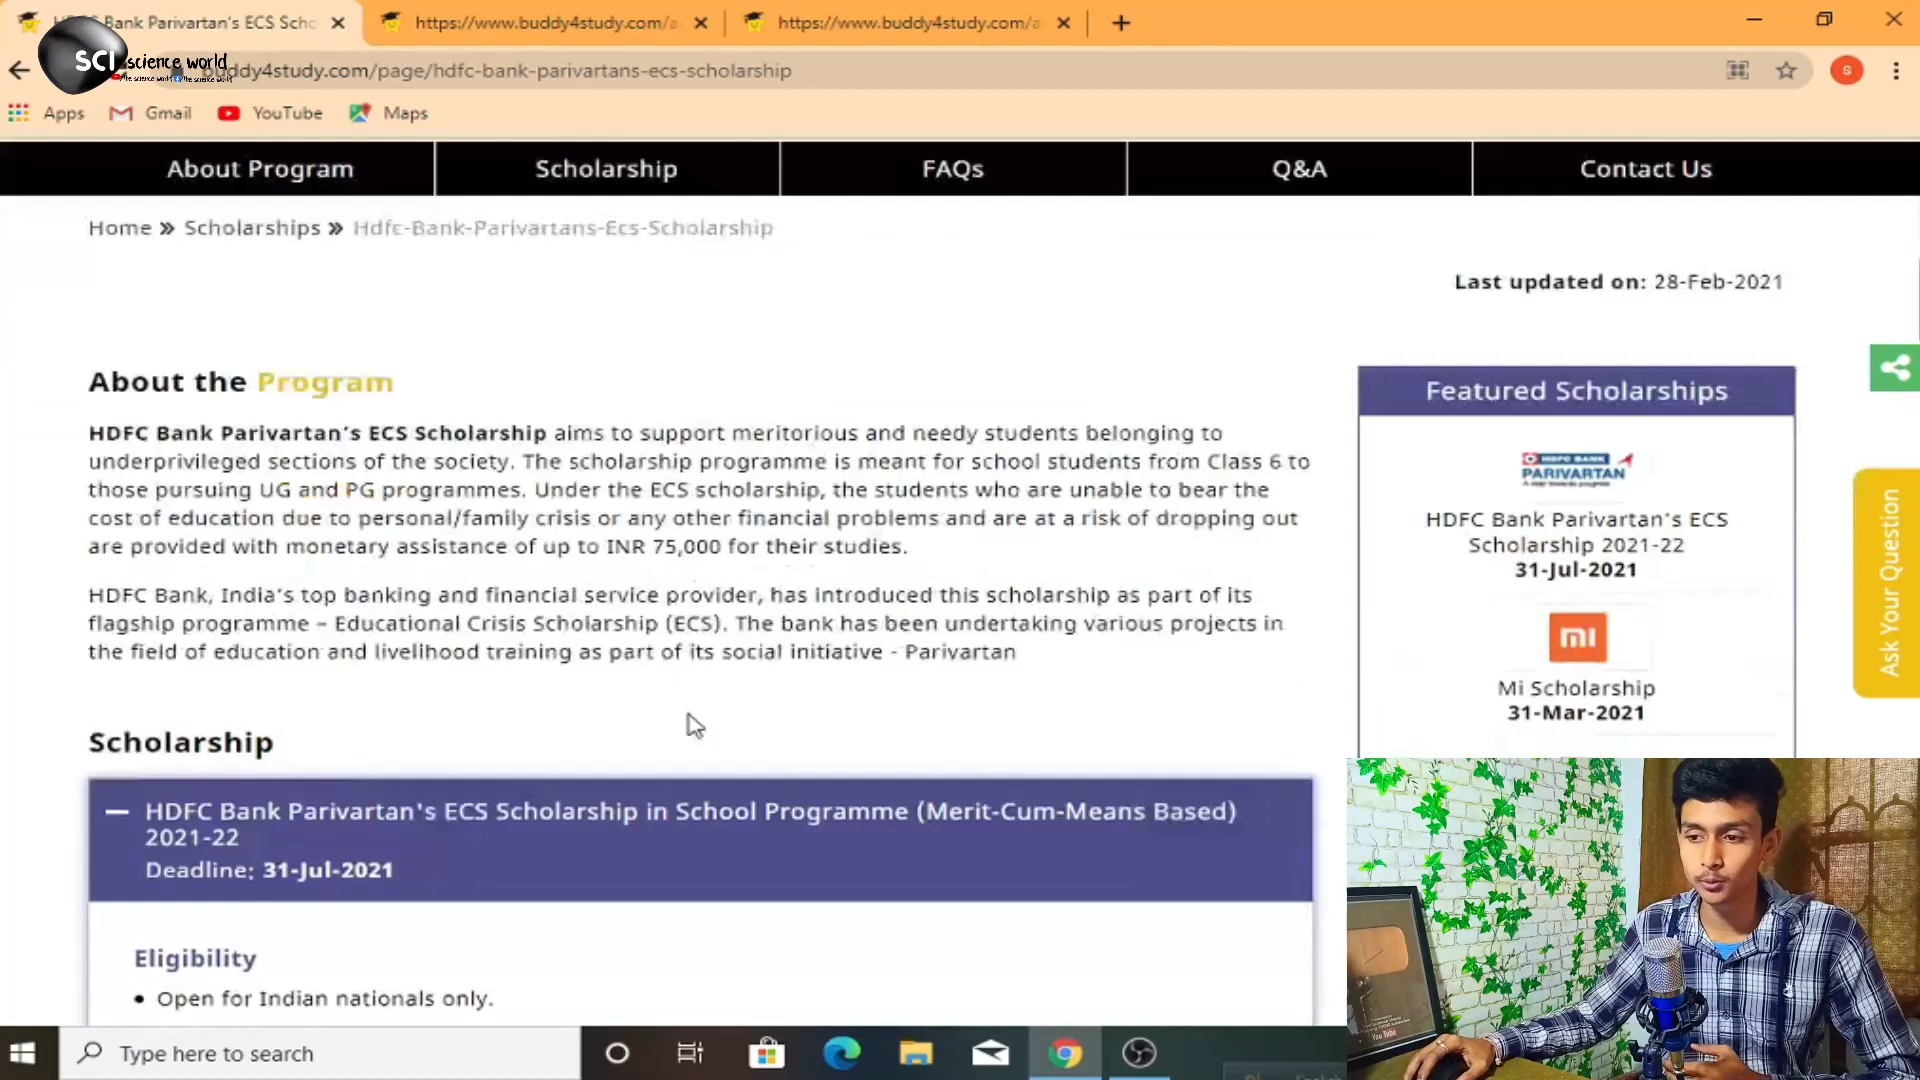 HDFC Bank Parivartan's ECS Scho
https://www.buddy4study.com/a
https://www.buddy4study.com/a
SCI science world
buddy4study.com/page/hdfc-bank-parivartans-ecs-scholarship
S
Apps
Gmail
YouTube
Maps
About Program
Scholarship
FAQs
Q&A
Contact Us
Home » Scholarships » Hdfc-Bank-Parivartans-Ecs-Scholarship
Last updated on: 28-Feb-2021
About the Program
HDFC Bank Parivartan's ECS Scholarship aims to support meritorious and needy students belonging to
underprivileged sections of the society. The scholarship programme is meant for school students from Class 6 to
those pursuing UG and PG programmes. Under the ECS scholarship, the students who are unable to bear the
cost of education due to personal/family crisis or any other financial problems and are at a risk of dropping out
are provided with monetary assistance of up to INR 75,000 for their studies.
HDFC Bank, India's top banking and financial service provider, has introduced this scholarship as part of its
flagship programme – Educational Crisis Scholarship (ECS). The bank has been undertaking various projects in
the field of education and livelihood training as part of its social initiative - Parivartan
Featured Scholarships
HDFC BANK
PARIVARTAN
HDFC Bank Parivartan's ECS
Scholarship 2021-22
31-Jul-2021
mi
Mi Scholarship
31-Mar-2021
Ask Your Question
Scholarship
HDFC Bank Parivartan's ECS Scholarship in School Programme (Merit-Cum-Means Based)
2021-22
Deadline: 31-Jul-2021
Eligibility
• Open for Indian nationals only.
Type here to search